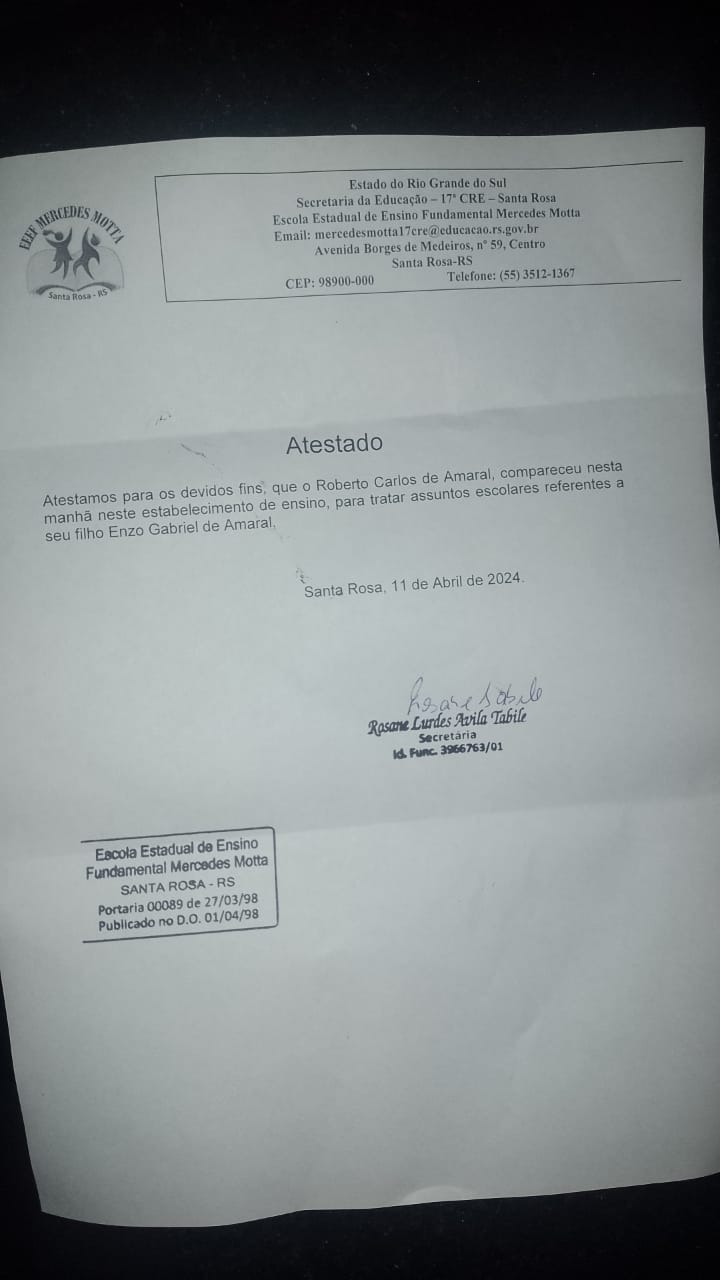 EEEF MERCEDES MOTTA
Santa Rosa - RS
Estado do Rio Grande do Sul
Secretaria da Educação – 17ª CRE – Santa Rosa
Escola Estadual de Ensino Fundamental Mercedes Motta
Email: mercedesmotta17cre@educacao.rs.gov.br
Avenida Borges de Medeiros, n° 59, Centro
Santa Rosa-RS
CEP: 98900-000 Telefone: (55) 3512-1367
Atestado
Atestamos para os devidos fins, que o Roberto Carlos de Amaral, compareceu nesta
manhã neste estabelecimento de ensino, para tratar assuntos escolares referentes a
seu filho Enzo Gabriel de Amaral.
Santa Rosa, 11 de Abril de 2024.
Rosane Tabile
Rosane Lurdes Avila Tabile
Secretária
Id. Func. 3966763/01
Escola Estadual de Ensino
Fundamental Mercedes Motta
SANTA ROSA - RS
Portaria 00089 de 27/03/98
Publicado no D.O. 01/04/98